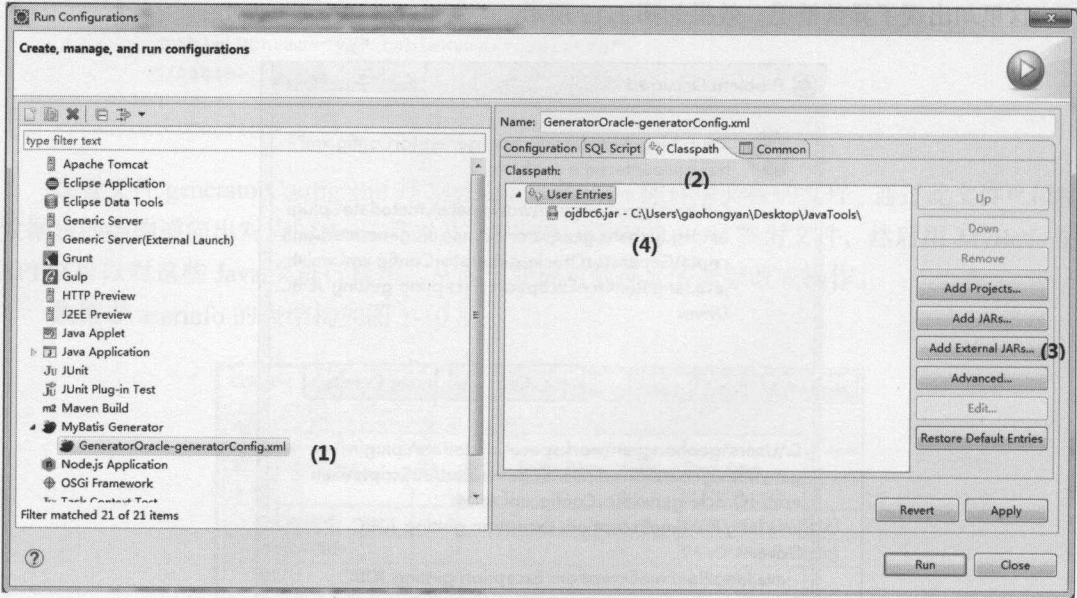 Run Configurations
Create, manage, and run configurations
type filter text
Apache Tomcat
Eclipse Application
Eclipse Data Tools
Generic Server
Generic Server(External Launch)
Grunt
Gulp
HTTP Preview
J2EE Preview
Java Applet
Java Application
JUnit
JUnit Plug-in Test
Maven Build
MyBatis Generator
GeneratorOracle-generatorConfig.xml
(1)
Node.js Application
OSGi Framework
Task Context Test
Filter matched 21 of 21 items
Name: GeneratorOracle-generatorConfig.xml
Configuration SQL Script Classpath Common
Classpath:
(2)
User Entries
ojdbc6.jar - C:\Users\gaohongyan\Desktop\JavaTools\
(4)
Up
Down
Remove
Add Projects...
Add JARs...
Add External JARs... (3)
Advanced...
Edit...
Restore Default Entries
Revert Apply
Run Close